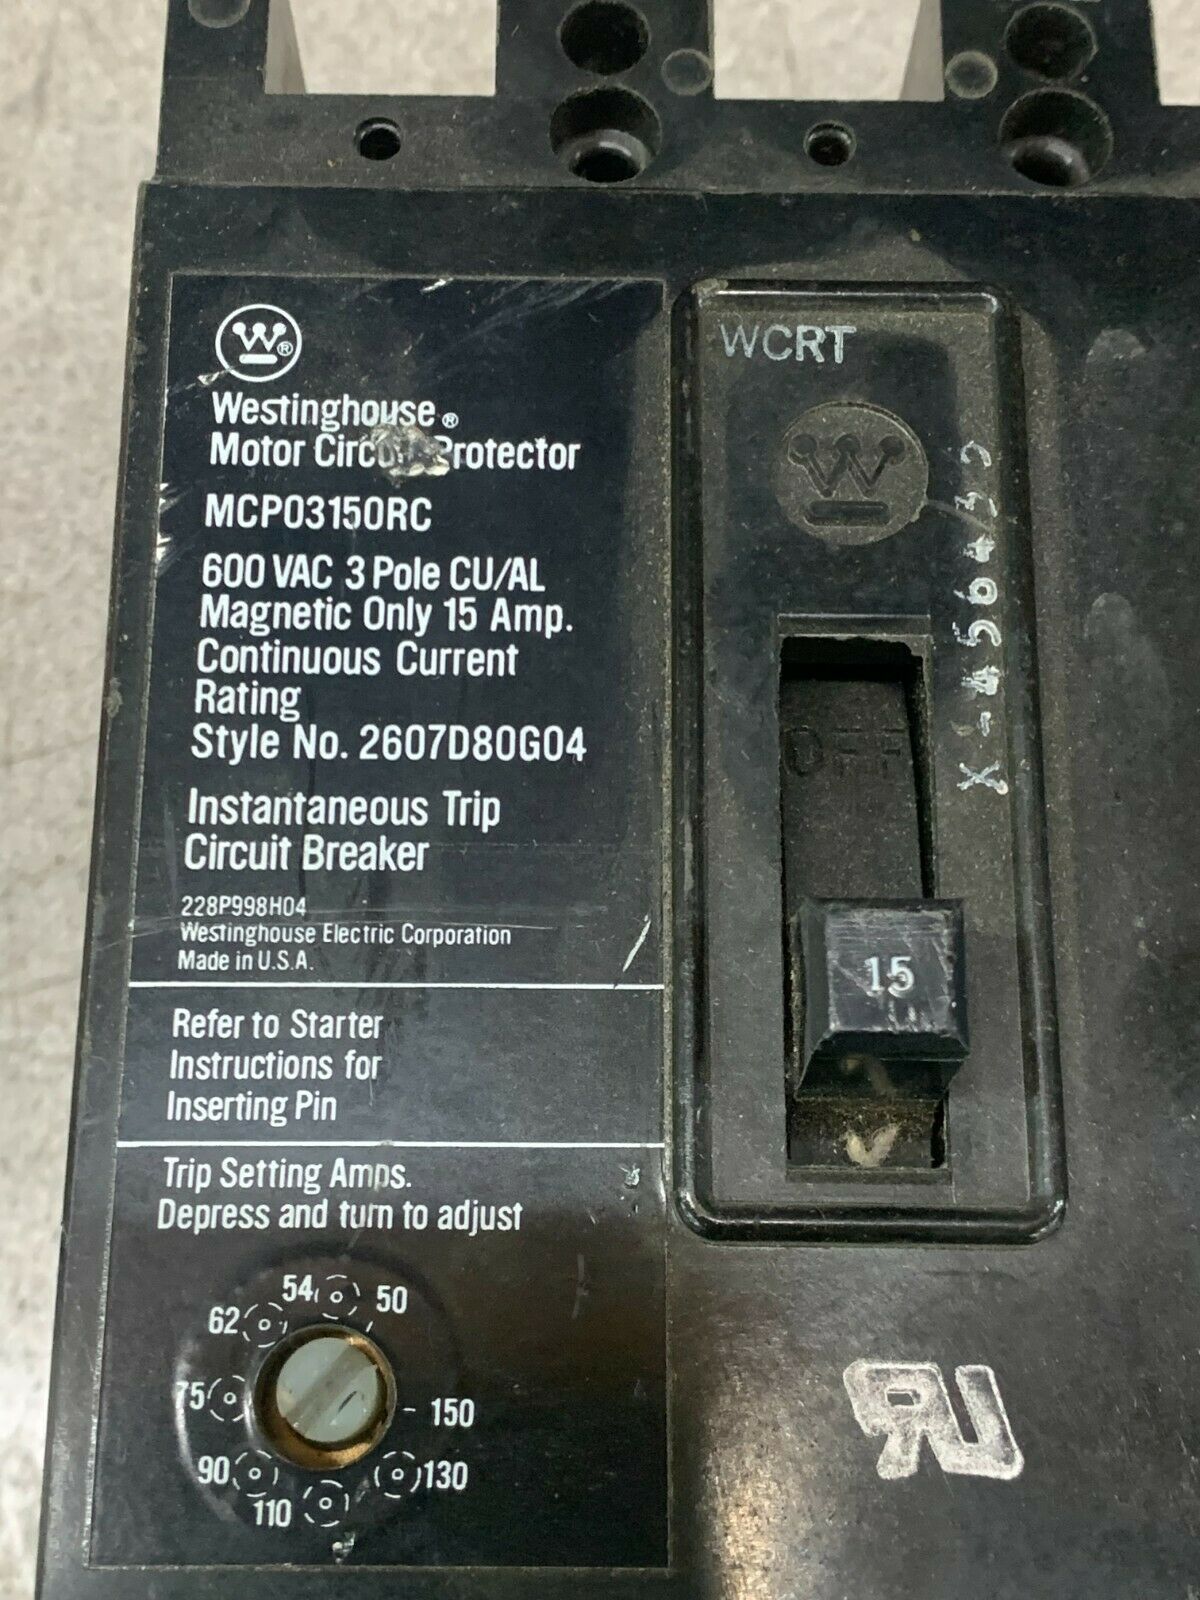 W
®
Westinghouse®
Motor Circuit Protector
MCP03150RC
600 VAC 3 Pole CU/AL
Magnetic Only 15 Amp.
Continuous Current
Rating
Style No. 2607D80G04
Instantaneous Trip
Circuit Breaker
228P998H04
Westinghouse Electric Corporation
Made in U.S.A.
Refer to Starter
Instructions for
Inserting Pin
Trip Setting Amps.
Depress and turn to adjust
54
50
62
75
150
90
130
110
WCRT
W
OFF
15
RU